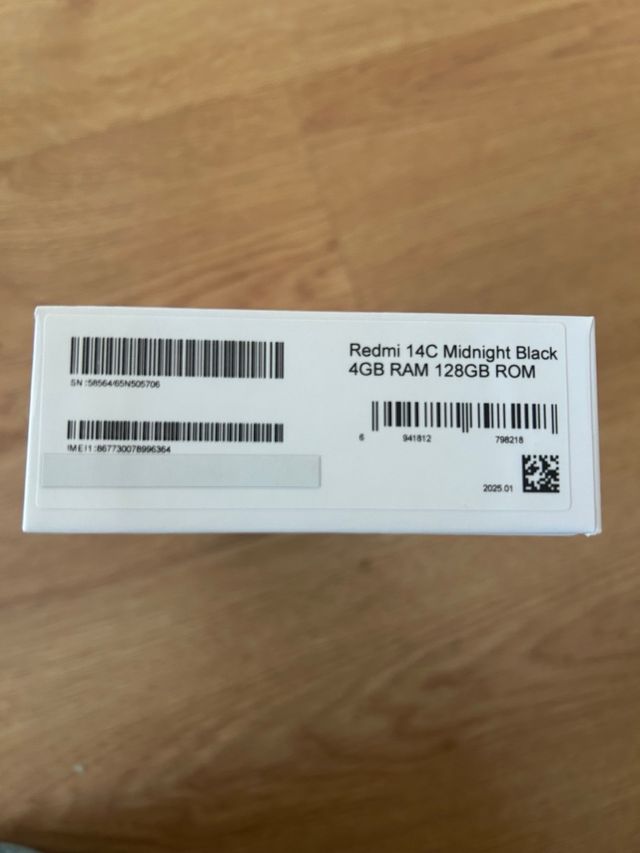 Redmi 14C Midnight Black
4GB RAM 128GB ROM
SN:58564/65N505706
6 941812 798218
IMEI1:867730078996364
2025.01